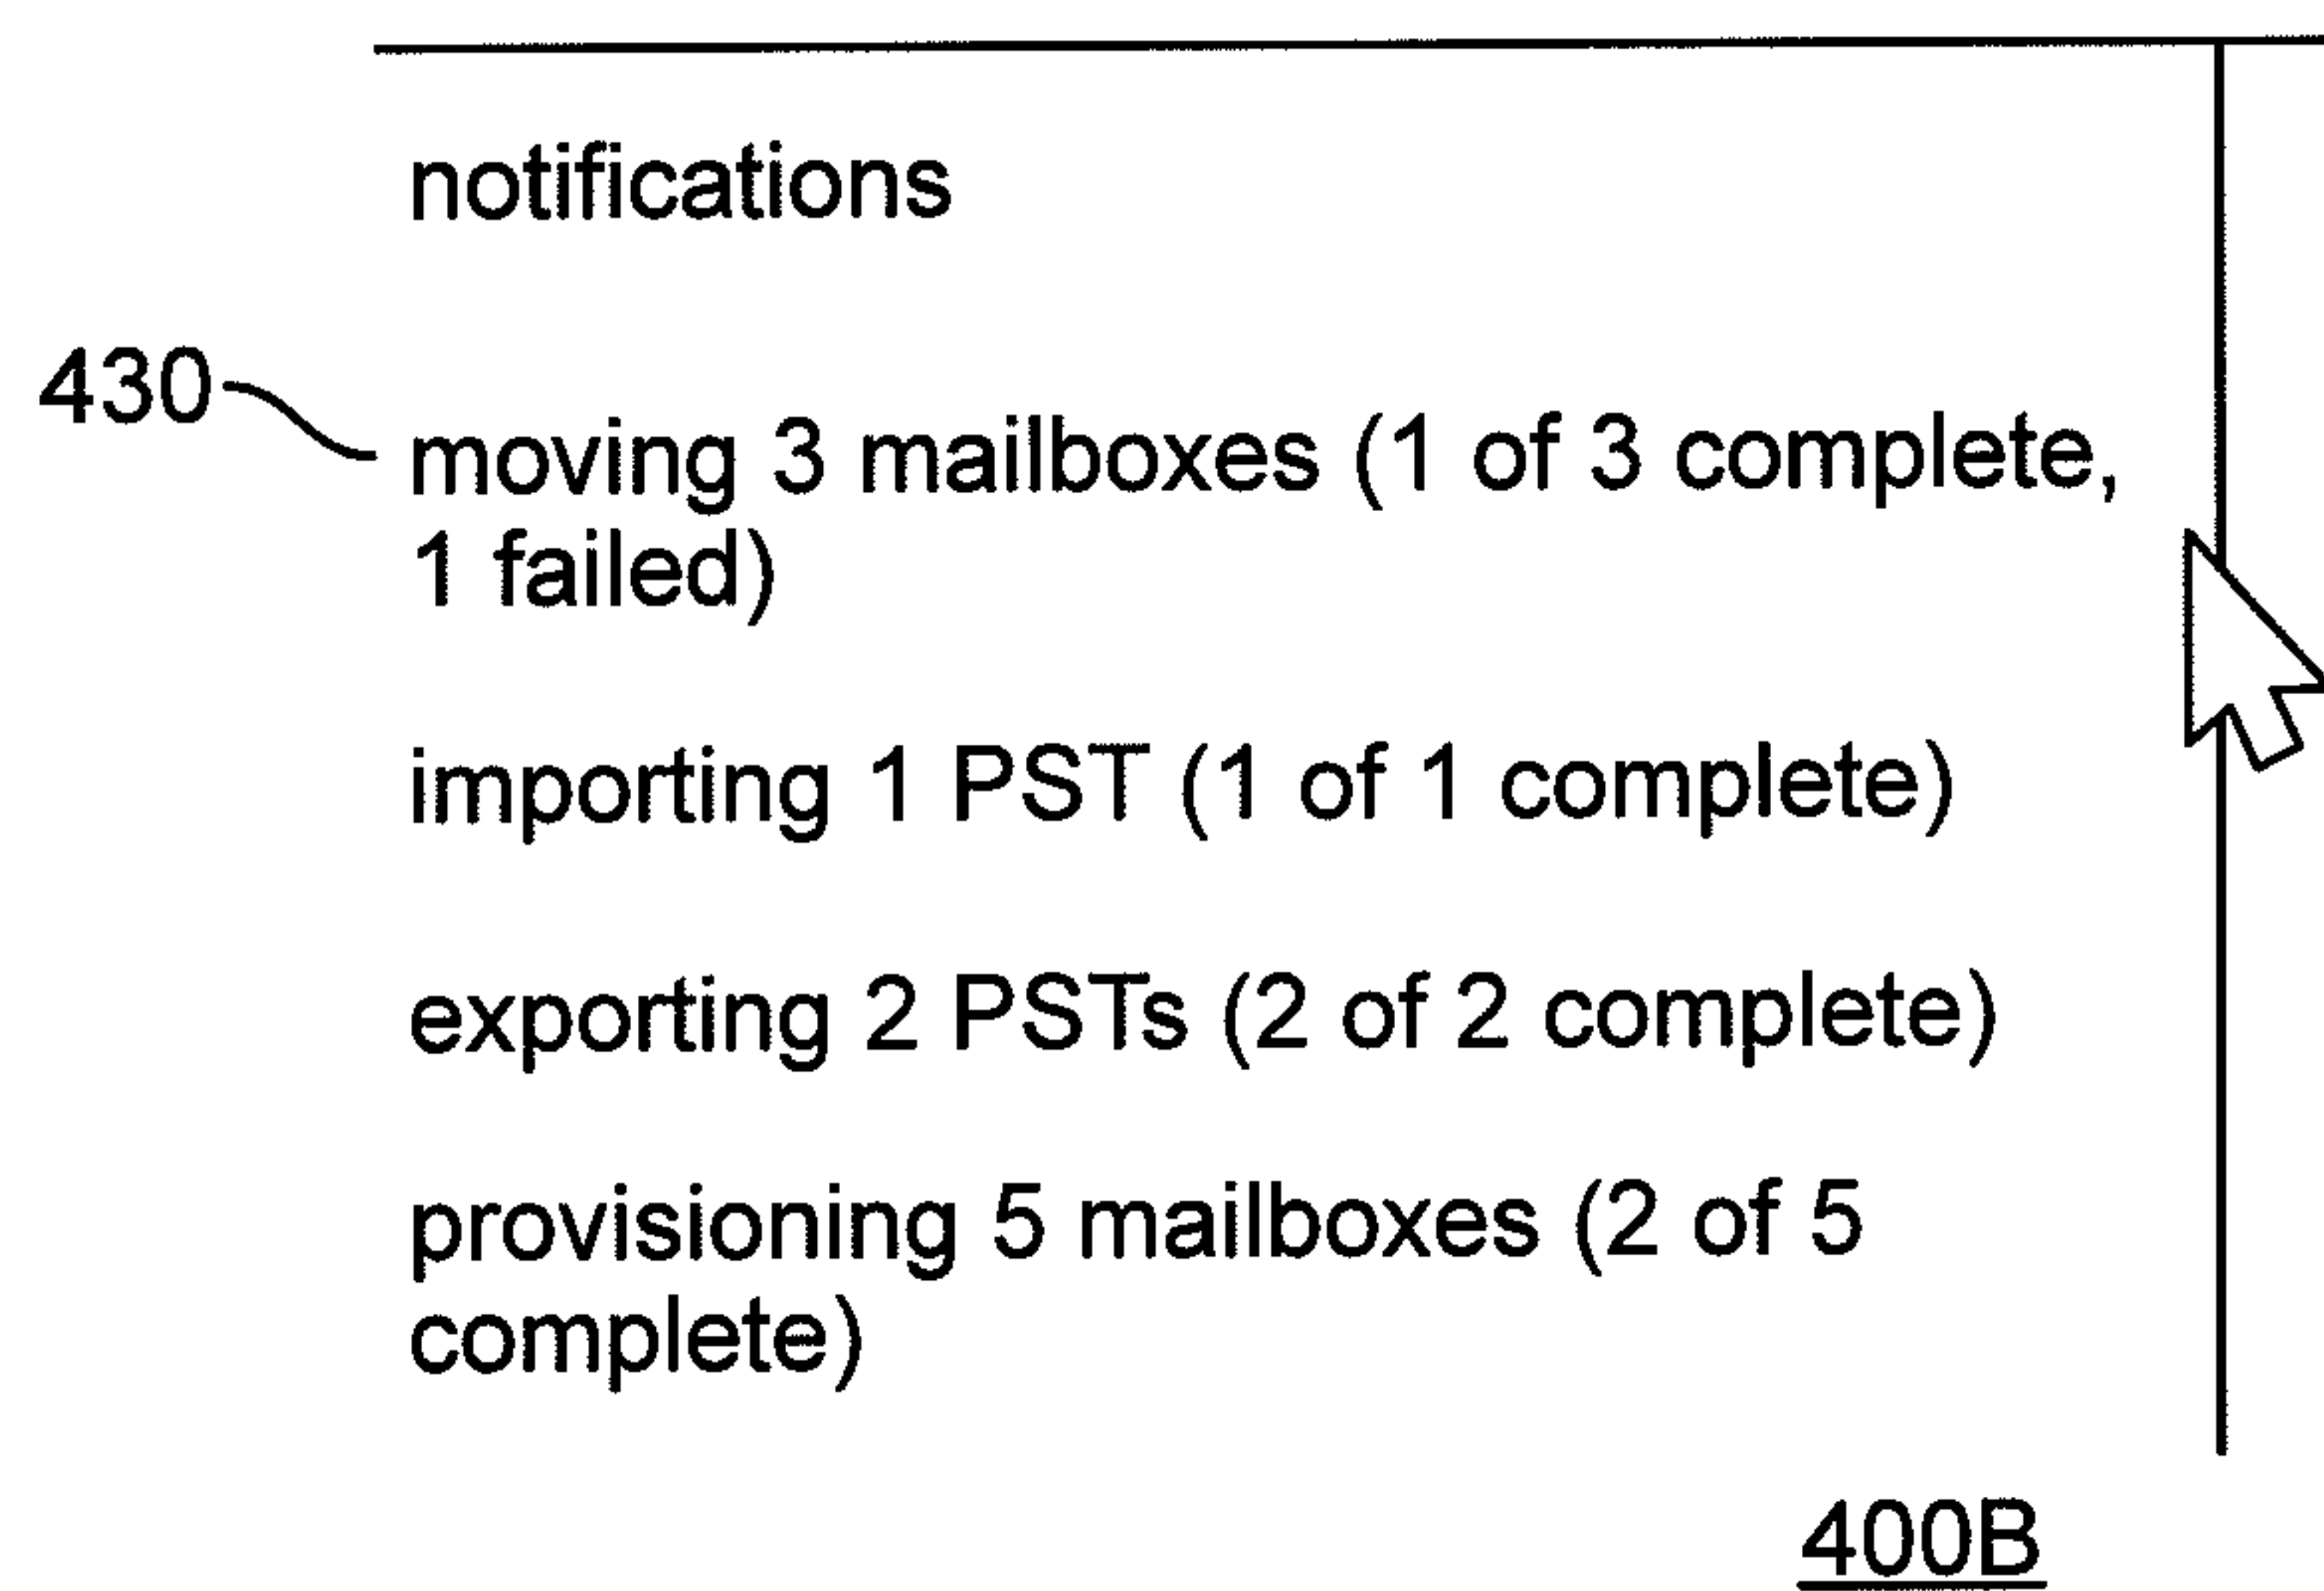 notifications
430
moving 3 mailboxes (1 of 3 complete,
1 failed)
importing 1 PST (1 of 1 complete)
exporting 2 PSTs (2 of 2 complete)
provisioning 5 mailboxes (2 of 5
complete)
400B